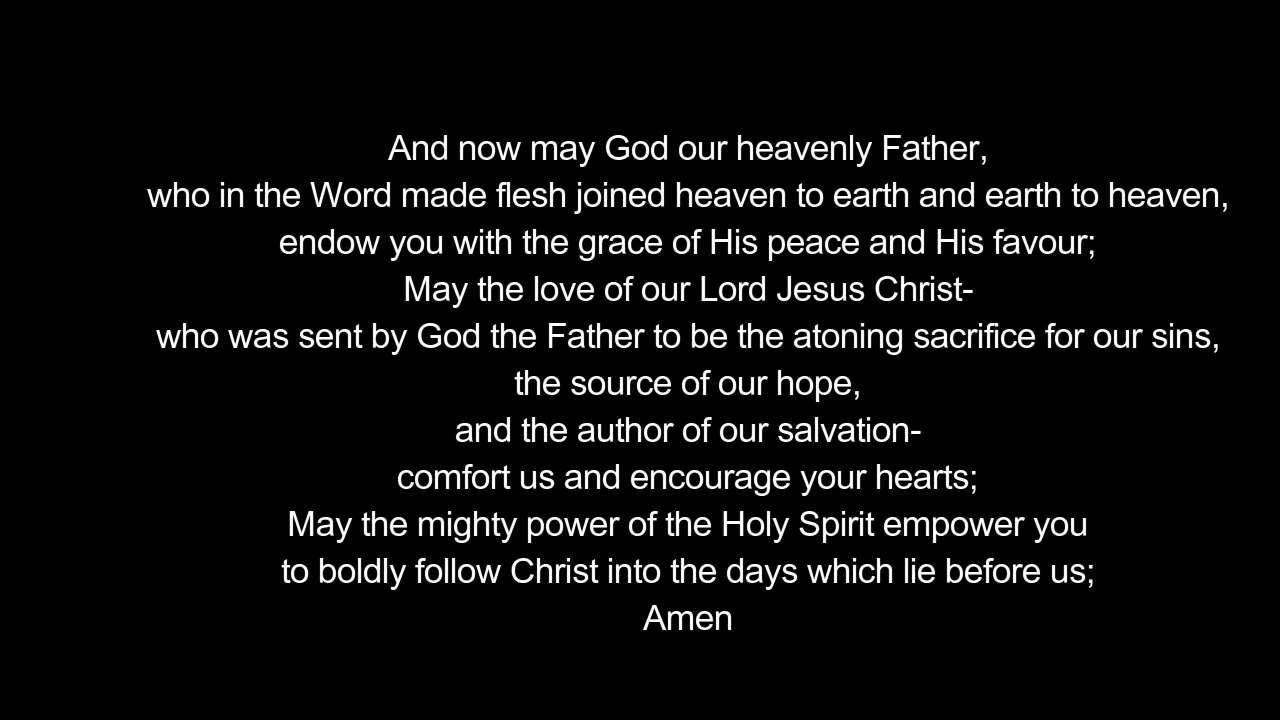 And now may God our heavenly Father,
who in the Word made flesh joined heaven to earth and earth to heaven,
endow you with the grace of His peace and His favour;
May the love of our Lord Jesus Christ-
who was sent by God the Father to be the atoning sacrifice for our sins,
the source of our hope,
and the author of our salvation-
comfort us and encourage your hearts;
May the mighty power of the Holy Spirit empower you
to boldly follow Christ into the days which lie before us;
Amen